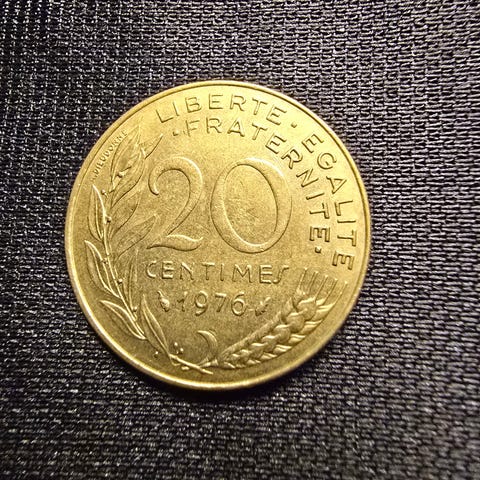 LIBERTE · EGALITE
· FRATERNITE ·
20
CENTIMES
1976